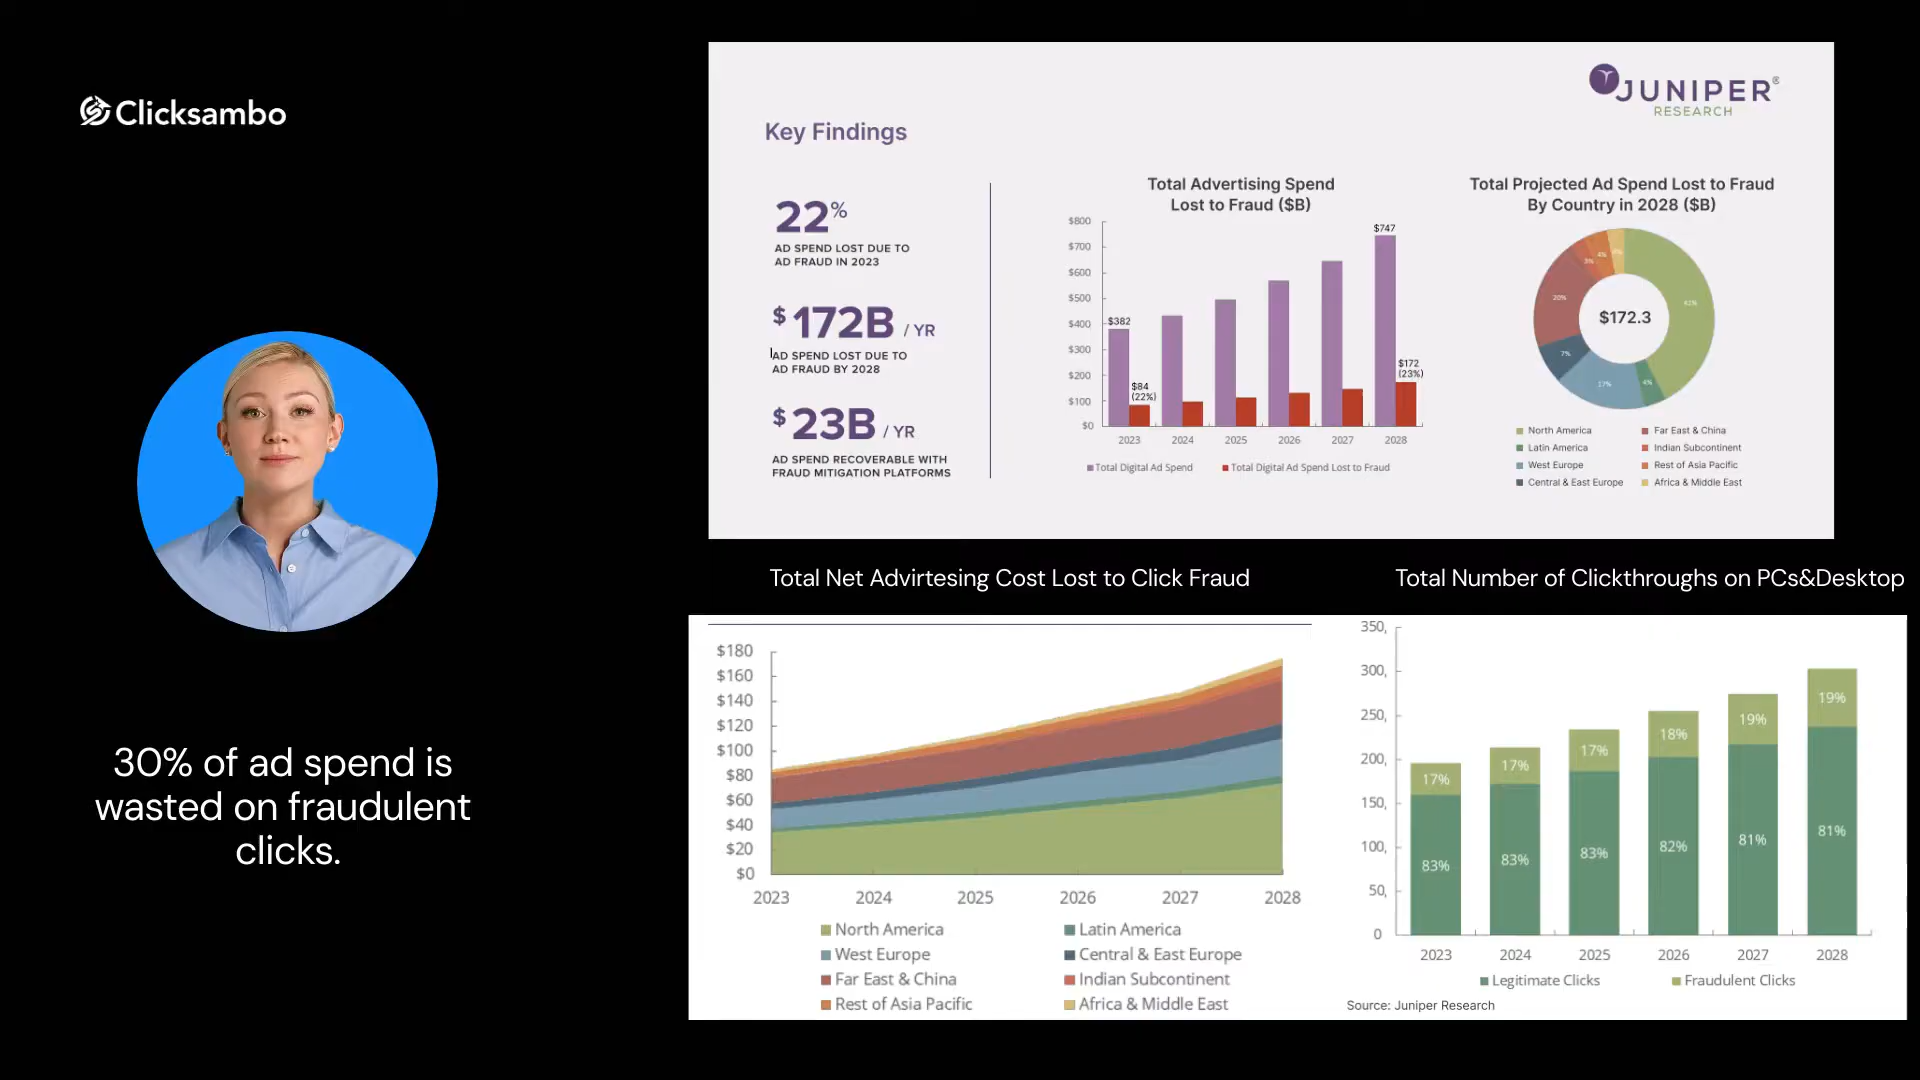 Clicksambo
30% of ad spend is
wasted on fraudulent
clicks.
JUNIPER®
RESEARCH
Key Findings
22%
AD SPEND LOST DUE TO
AD FRAUD IN 2023
$172B / YR
AD SPEND LOST DUE TO
AD FRAUD BY 2028
$23B / YR
AD SPEND RECOVERABLE WITH
FRAUD MITIGATION PLATFORMS
Total Advertising Spend
Lost to Fraud ($B)
$800
$700
$600
$500
$400
$300
$200
$100
$0
$382
$84
(22%)
$747
$172
(23%)
2023 2024 2025 2026 2027 2028
Total Digital Ad Spend Total Digital Ad Spend Lost to Fraud
Total Projected Ad Spend Lost to Fraud
By Country in 2028 ($B)
$172.3
4%
20%
7%
17%
4%
North America Far East & China
Latin America Indian Subcontinent
West Europe Rest of Asia Pacific
Central & East Europe Africa & Middle East
Total Net Advirtesing Cost Lost to Click Fraud
$180
$160
$140
$120
$100
$80
$60
$40
$20
$0
2023 2024 2025 2026 2027 2028
North America Latin America
West Europe Central & East Europe
Far East & China Indian Subcontinent
Rest of Asia Pacific Africa & Middle East
Total Number of Clickthroughs on PCs&Desktop
350,
300,
250,
200,
150,
100,
50,
0
17% 17% 17% 18% 19% 19%
83% 83% 83% 82% 81% 81%
2023 2024 2025 2026 2027 2028
Legitimate Clicks Fraudulent Clicks
Source: Juniper Research